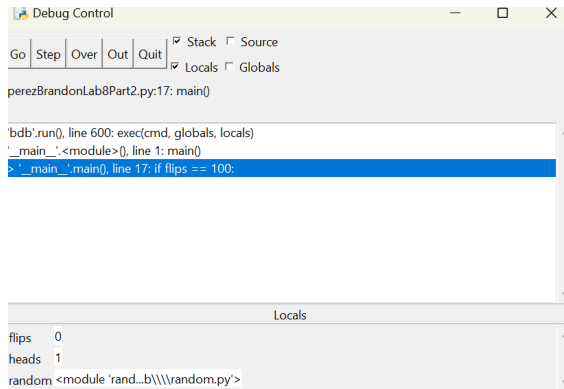 Debug Control
Go Step Over Out Quit Stack Source
Locals Globals
perezBrandonLab8Part2.py:17: main()
'bdb'.run(), line 600: exec(cmd, globals, locals)
'__main__'.<module>(), line 1: main()
> '__main__'.main(), line 17: if flips == 100:
Locals
flips 0
heads 1
random <module 'rand...b\\\\random.py'>